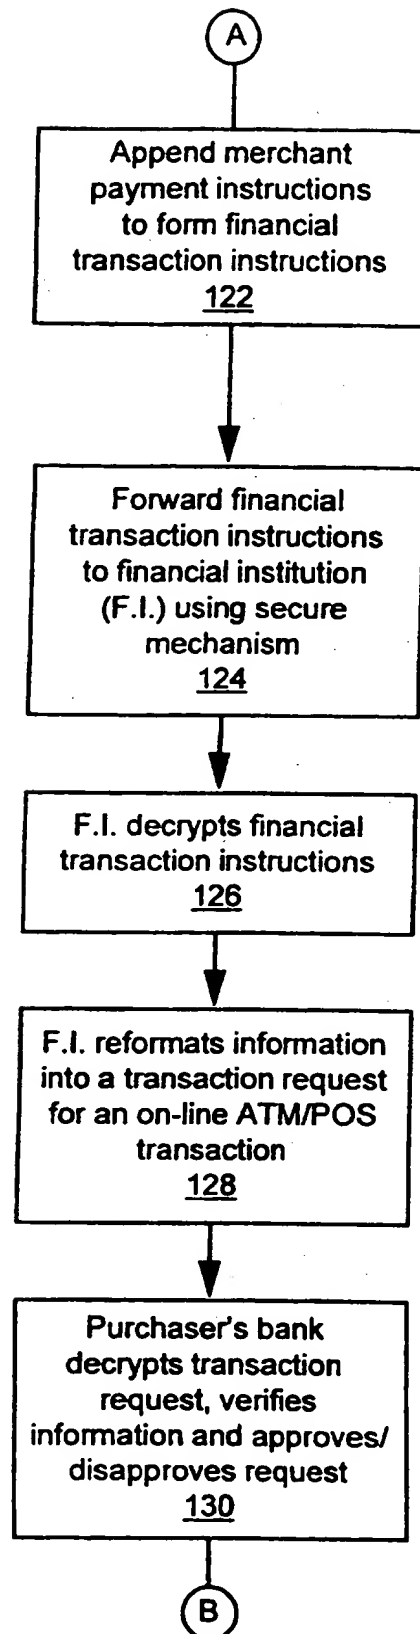 A
Append merchant
payment instructions
to form financial
transaction instructions
122
Forward financial
transaction instructions
to financial institution
(F.I.) using secure
mechanism
124
F.I. decrypts financial
transaction instructions
126
F.I. reformats information
into a transaction request
for an on-line ATM/POS
transaction
128
Purchaser's bank
decrypts transaction
request, verifies
information and approves/
disapproves request
130
B